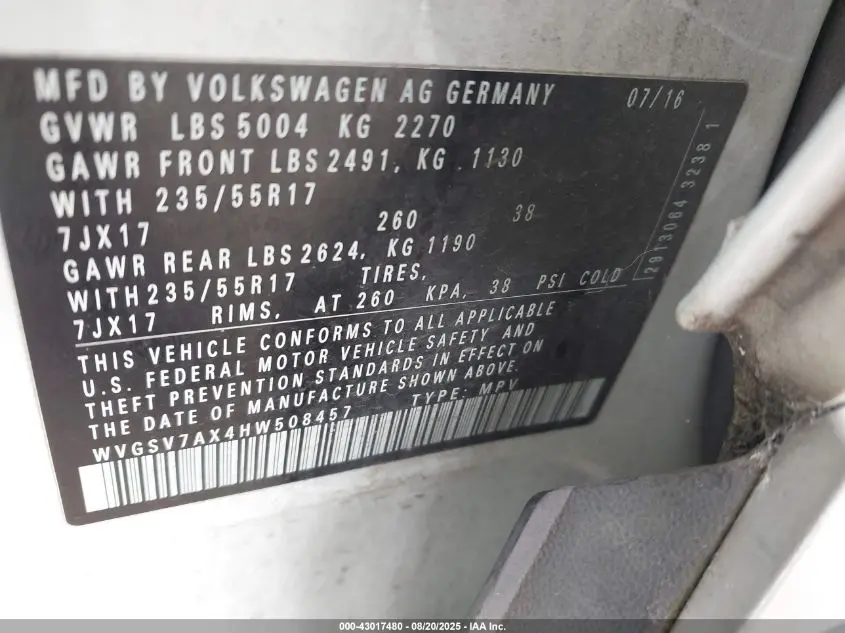 MFD BY VOLKSWAGEN AG GERMANY 07/16
GVWR LBS 5004 KG 2270
GAWR FRONT LBS 2491, KG .1130
WITH 235/55R17
7JX17 260 38
GAWR REAR LBS 2624, KG 1190
WITH 235/55R17 TIRES,
7JX17 RIMS, AT 260 KPA, 38 PSI COLD
THIS VEHICLE CONFORMS TO ALL APPLICABLE
U.S. FEDERAL MOTOR VEHICLE SAFETY AND
THEFT PREVENTION STANDARDS IN EFFECT ON
THE DATE OF MANUFACTURE SHOWN ABOVE.
WVGSV7AX4HW508457 TYPE: MPV
2913084 3238 1
000-43017480 - 08/20/2025 - IAA Inc.